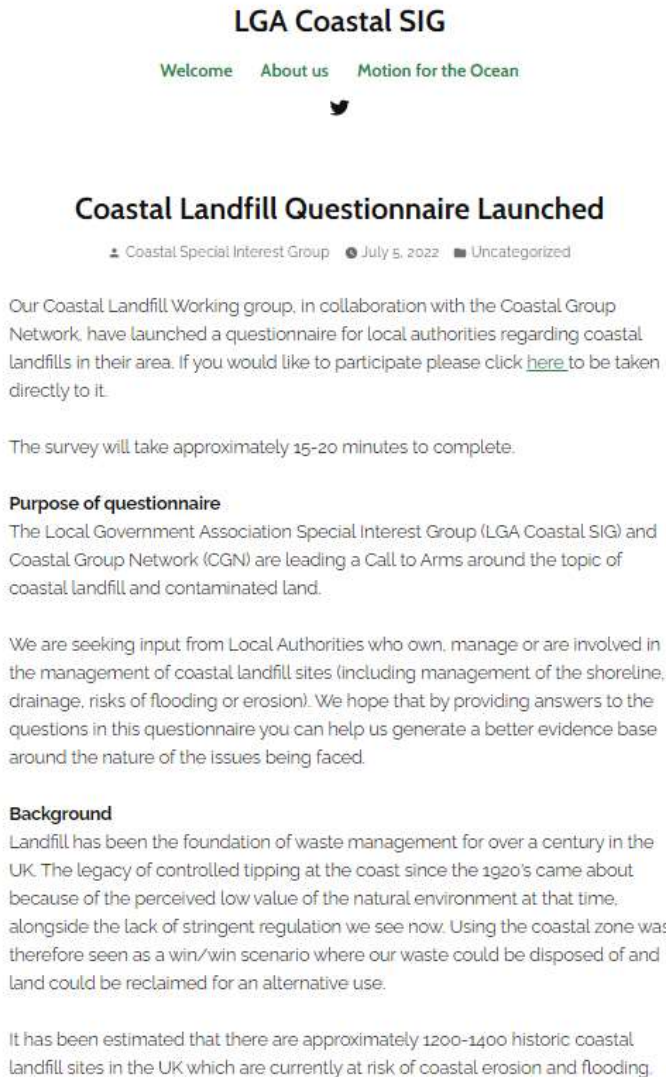 LGA Coastal SIG
Welcome About us Motion for the Ocean
Coastal Landfill Questionnaire Launched
Coastal Special Interest Group July 5, 2022 Uncategorized
Our Coastal Landfill Working group, in collaboration with the Coastal Group
Network, have launched a questionnaire for local authorities regarding coastal
landfills in their area. If you would like to participate please click here to be taken
directly to it.
The survey will take approximately 15-20 minutes to complete.
Purpose of questionnaire
The Local Government Association Special Interest Group (LGA Coastal SIG) and
Coastal Group Network (CGN) are leading a Call to Arms around the topic of
coastal landfill and contaminated land.
We are seeking input from Local Authorities who own, manage or are involved in
the management of coastal landfill sites (including management of the shoreline,
drainage, risks of flooding or erosion). We hope that by providing answers to the
questions in this questionnaire you can help us generate a better evidence base
around the nature of the issues being faced.
Background
Landfill has been the foundation of waste management for over a century in the
UK. The legacy of controlled tipping at the coast since the 1920's came about
because of the perceived low value of the natural environment at that time,
alongside the lack of stringent regulation we see now. Using the coastal zone was
therefore seen as a win/win scenario where our waste could be disposed of and
land could be reclaimed for an alternative use.
It has been estimated that there are approximately 1200-1400 historic coastal
landfill sites in the UK which are currently at risk of coastal erosion and flooding.